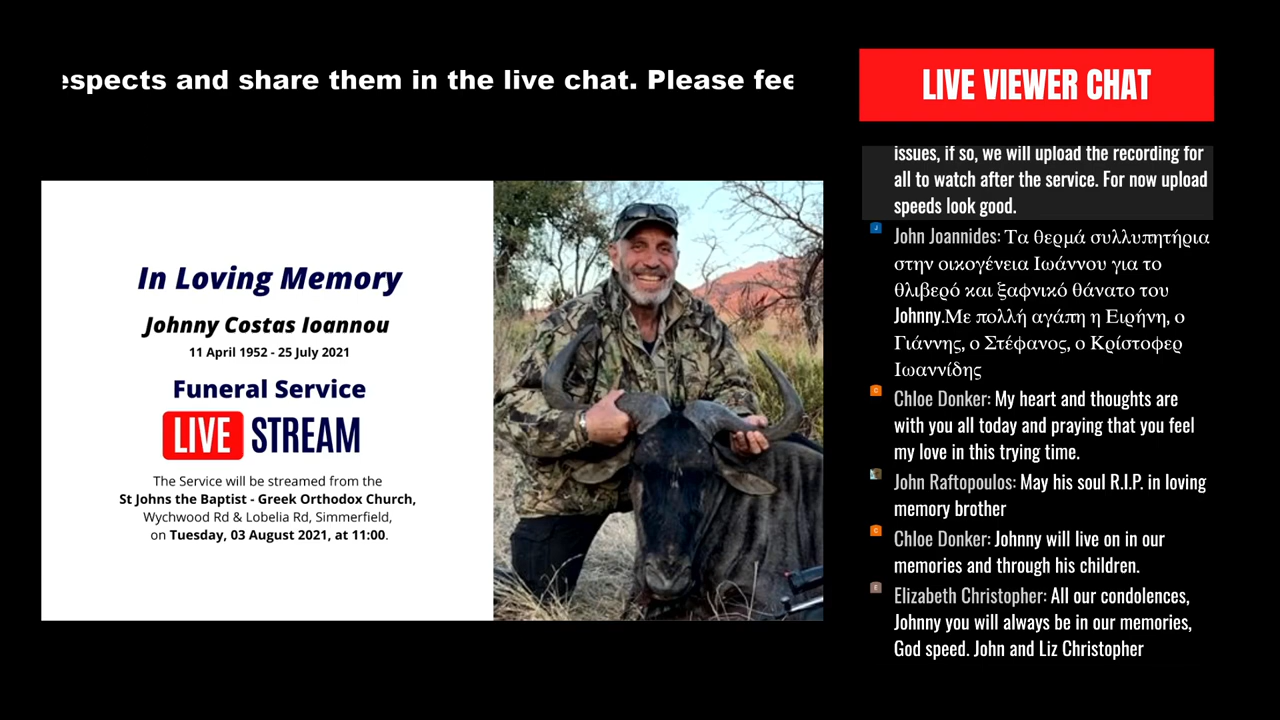 espects and share them in the live chat. Please fee
LIVE VIEWER CHAT
In Loving Memory
Johnny Costas Ioannou
11 April 1952 - 25 July 2021
Funeral Service
LIVE STREAM
The Service will be streamed from the
St Johns the Baptist - Greek Orthodox Church,
Wychwood Rd & Lobelia Rd, Simmerfield,
on Tuesday, 03 August 2021, at 11:00.
issues, if so, we will upload the recording for
all to watch after the service. For now upload
speeds look good.
J
John Joannides: Τα θερμά συλλυπητήρια
στην οικογένεια Ιωάννου για το
θλιβερό και ξαφνικό θάνατο του
Johnny.Με πολλή αγάπη η Ειρήνη, ο
Γιάννης, ο Στέφανος, ο Κρίστοφερ
Ιωαννίδης
C
Chloe Donker: My heart and thoughts are
with you all today and praying that you feel
my love in this trying time.
John Raftopoulos: May his soul R.I.P. in loving
memory brother
C
Chloe Donker: Johnny will live on in our
memories and through his children.
E
Elizabeth Christopher: All our condolences,
Johnny you will always be in our memories,
God speed. John and Liz Christopher